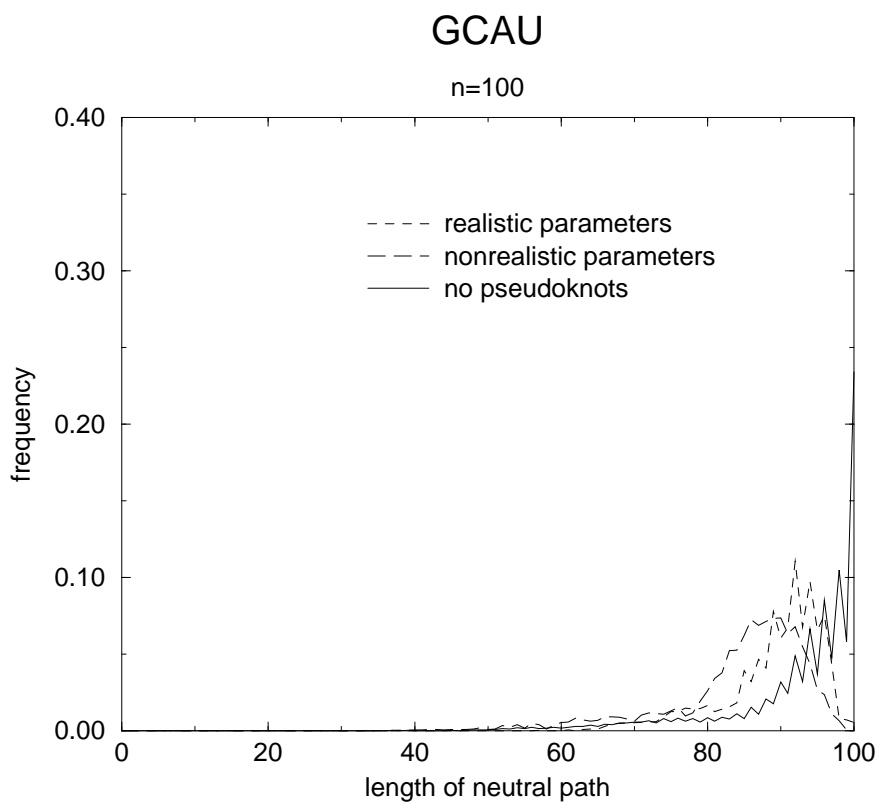 GCAU
n=100
0.40
0.30
0.20
0.10
0.00
frequency
realistic parameters
nonrealistic parameters
no pseudoknots
0
20
40
60
80
100
length of neutral path